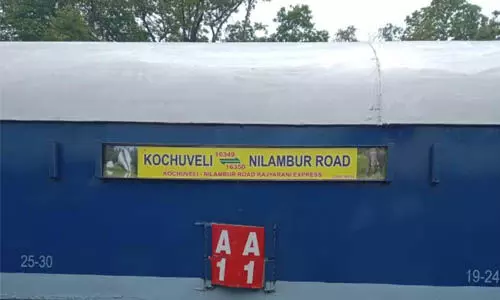 KOCHUVELI 16349 16350 NILAMBUR ROAD
KOCHUVELI - NILAMBUR ROAD RAJYARANI EXPRESS
A A
1 1
25-30
19-24